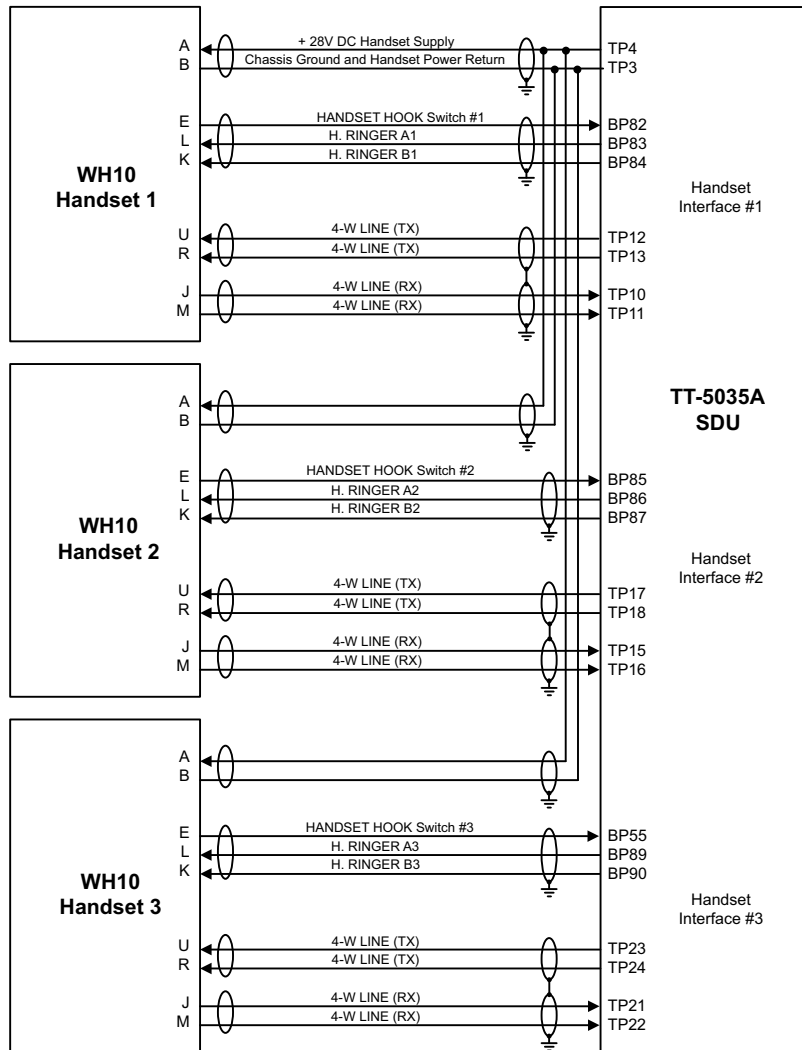 A + 28V DC Handset Supply TP4
B Chassis Ground and Handset Power Return TP3
E HANDSET HOOK Switch #1 BP82
L H. RINGER A1 BP83
K H. RINGER B1 BP84
WH10
Handset 1
Handset
Interface #1
U 4-W LINE (TX) TP12
R 4-W LINE (TX) TP13
J 4-W LINE (RX) TP10
M 4-W LINE (RX) TP11
TT-5035A
SDU
A
B
E HANDSET HOOK Switch #2 BP85
L H. RINGER A2 BP86
K H. RINGER B2 BP87
WH10
Handset 2
Handset
Interface #2
U 4-W LINE (TX) TP17
R 4-W LINE (TX) TP18
J 4-W LINE (RX) TP15
M 4-W LINE (RX) TP16
A
B
E HANDSET HOOK Switch #3 BP55
L H. RINGER A3 BP89
K H. RINGER B3 BP90
WH10
Handset 3
Handset
Interface #3
U 4-W LINE (TX) TP23
R 4-W LINE (TX) TP24
J 4-W LINE (RX) TP21
M 4-W LINE (RX) TP22